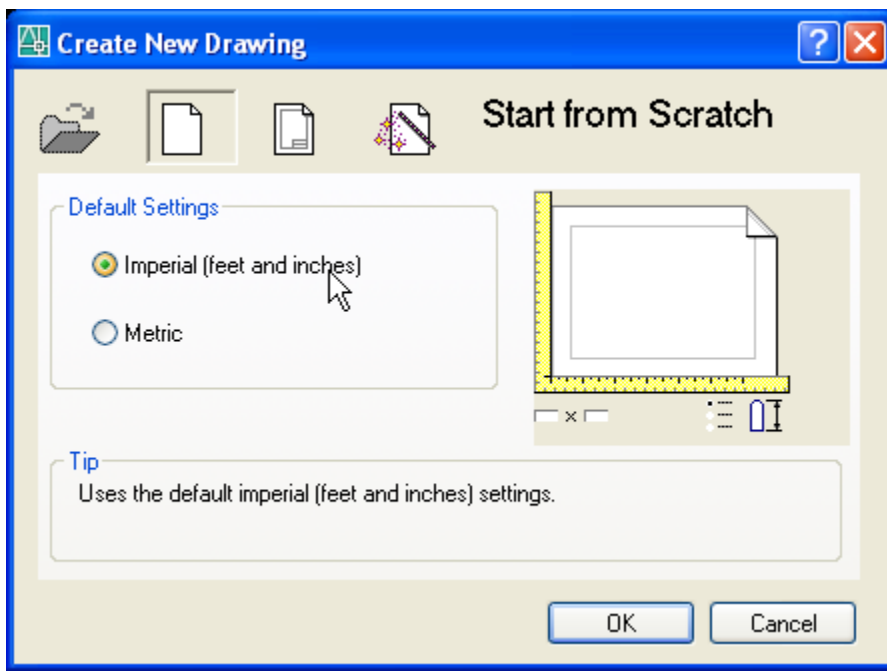 Create New Drawing
Start from Scratch
Default Settings
Imperial (feet and inches)
Metric
Tip
Uses the default imperial (feet and inches) settings.
OK
Cancel